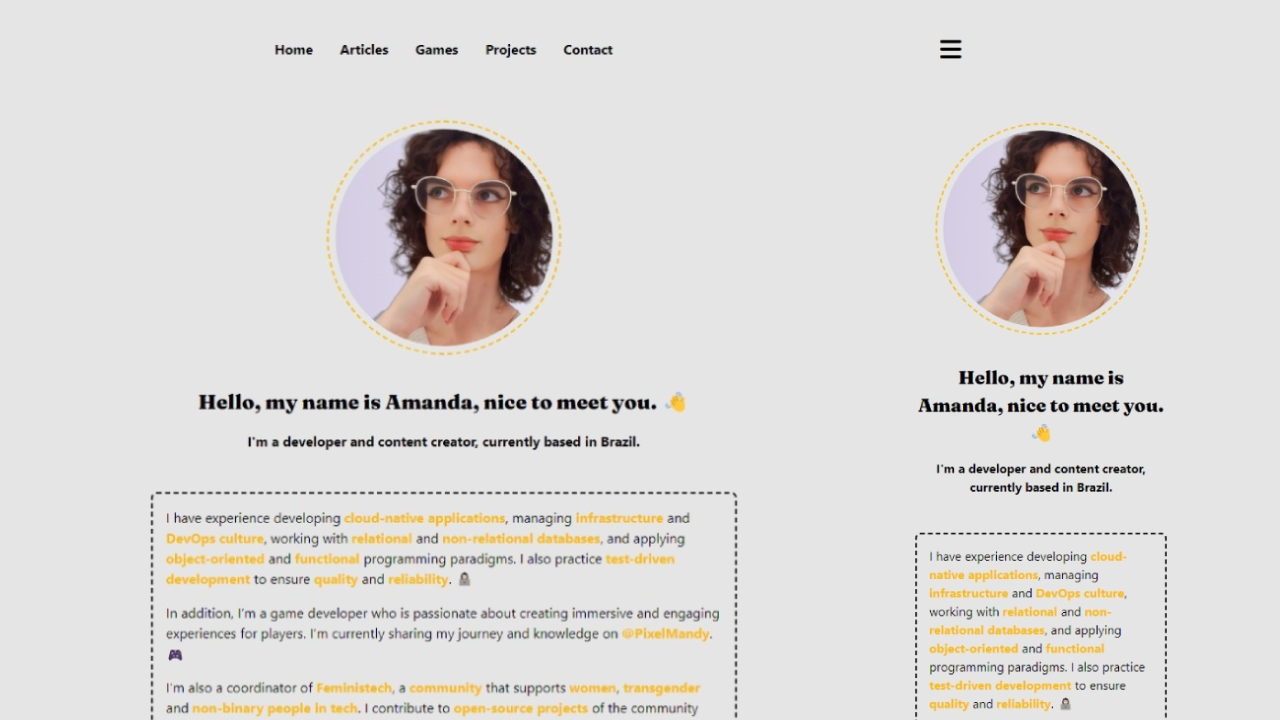 Home Articles Games Projects Contact
Hello, my name is Amanda, nice to meet you. 👋
I'm a developer and content creator, currently based in Brazil.
I have experience developing cloud-native applications, managing infrastructure and
DevOps culture, working with relational and non-relational databases, and applying
object-oriented and functional programming paradigms. I also practice test-driven
development to ensure quality and reliability.
In addition, I'm a game developer who is passionate about creating immersive and engaging
experiences for players. I'm currently sharing my journey and knowledge on @PixelMandy.
🎮
I'm also a coordinator of Feministech, a community that supports women, transgender
and non-binary people in tech. I contribute to open-source projects of the community
Hello, my name is
Amanda, nice to meet you.
👋
I'm a developer and content creator,
currently based in Brazil.
I have experience developing cloud-
native applications, managing
infrastructure and DevOps culture,
working with relational and non-
relational databases, and applying
object-oriented and functional
programming paradigms. I also practice
test-driven development to ensure
quality and reliability.